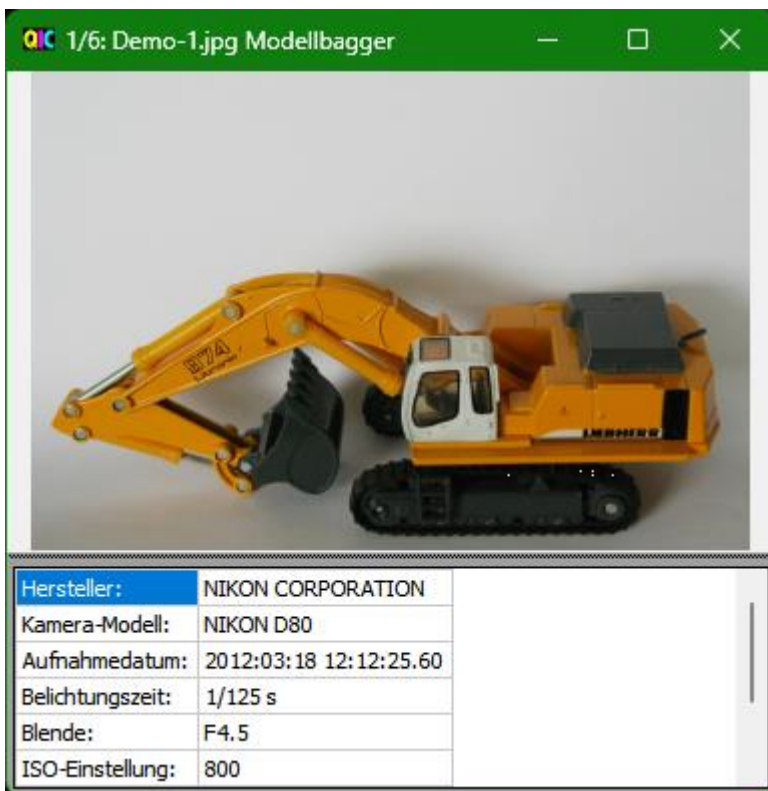 QIC 1/6: Demo-1.jpg Modellbagger
LIEBHERR
Hersteller: NIKON CORPORATION
Kamera-Modell: NIKON D80
Aufnahmedatum: 2012:03:18 12:12:25.60
Belichtungszeit: 1/125 s
Blende: F4.5
ISO-Einstellung: 800